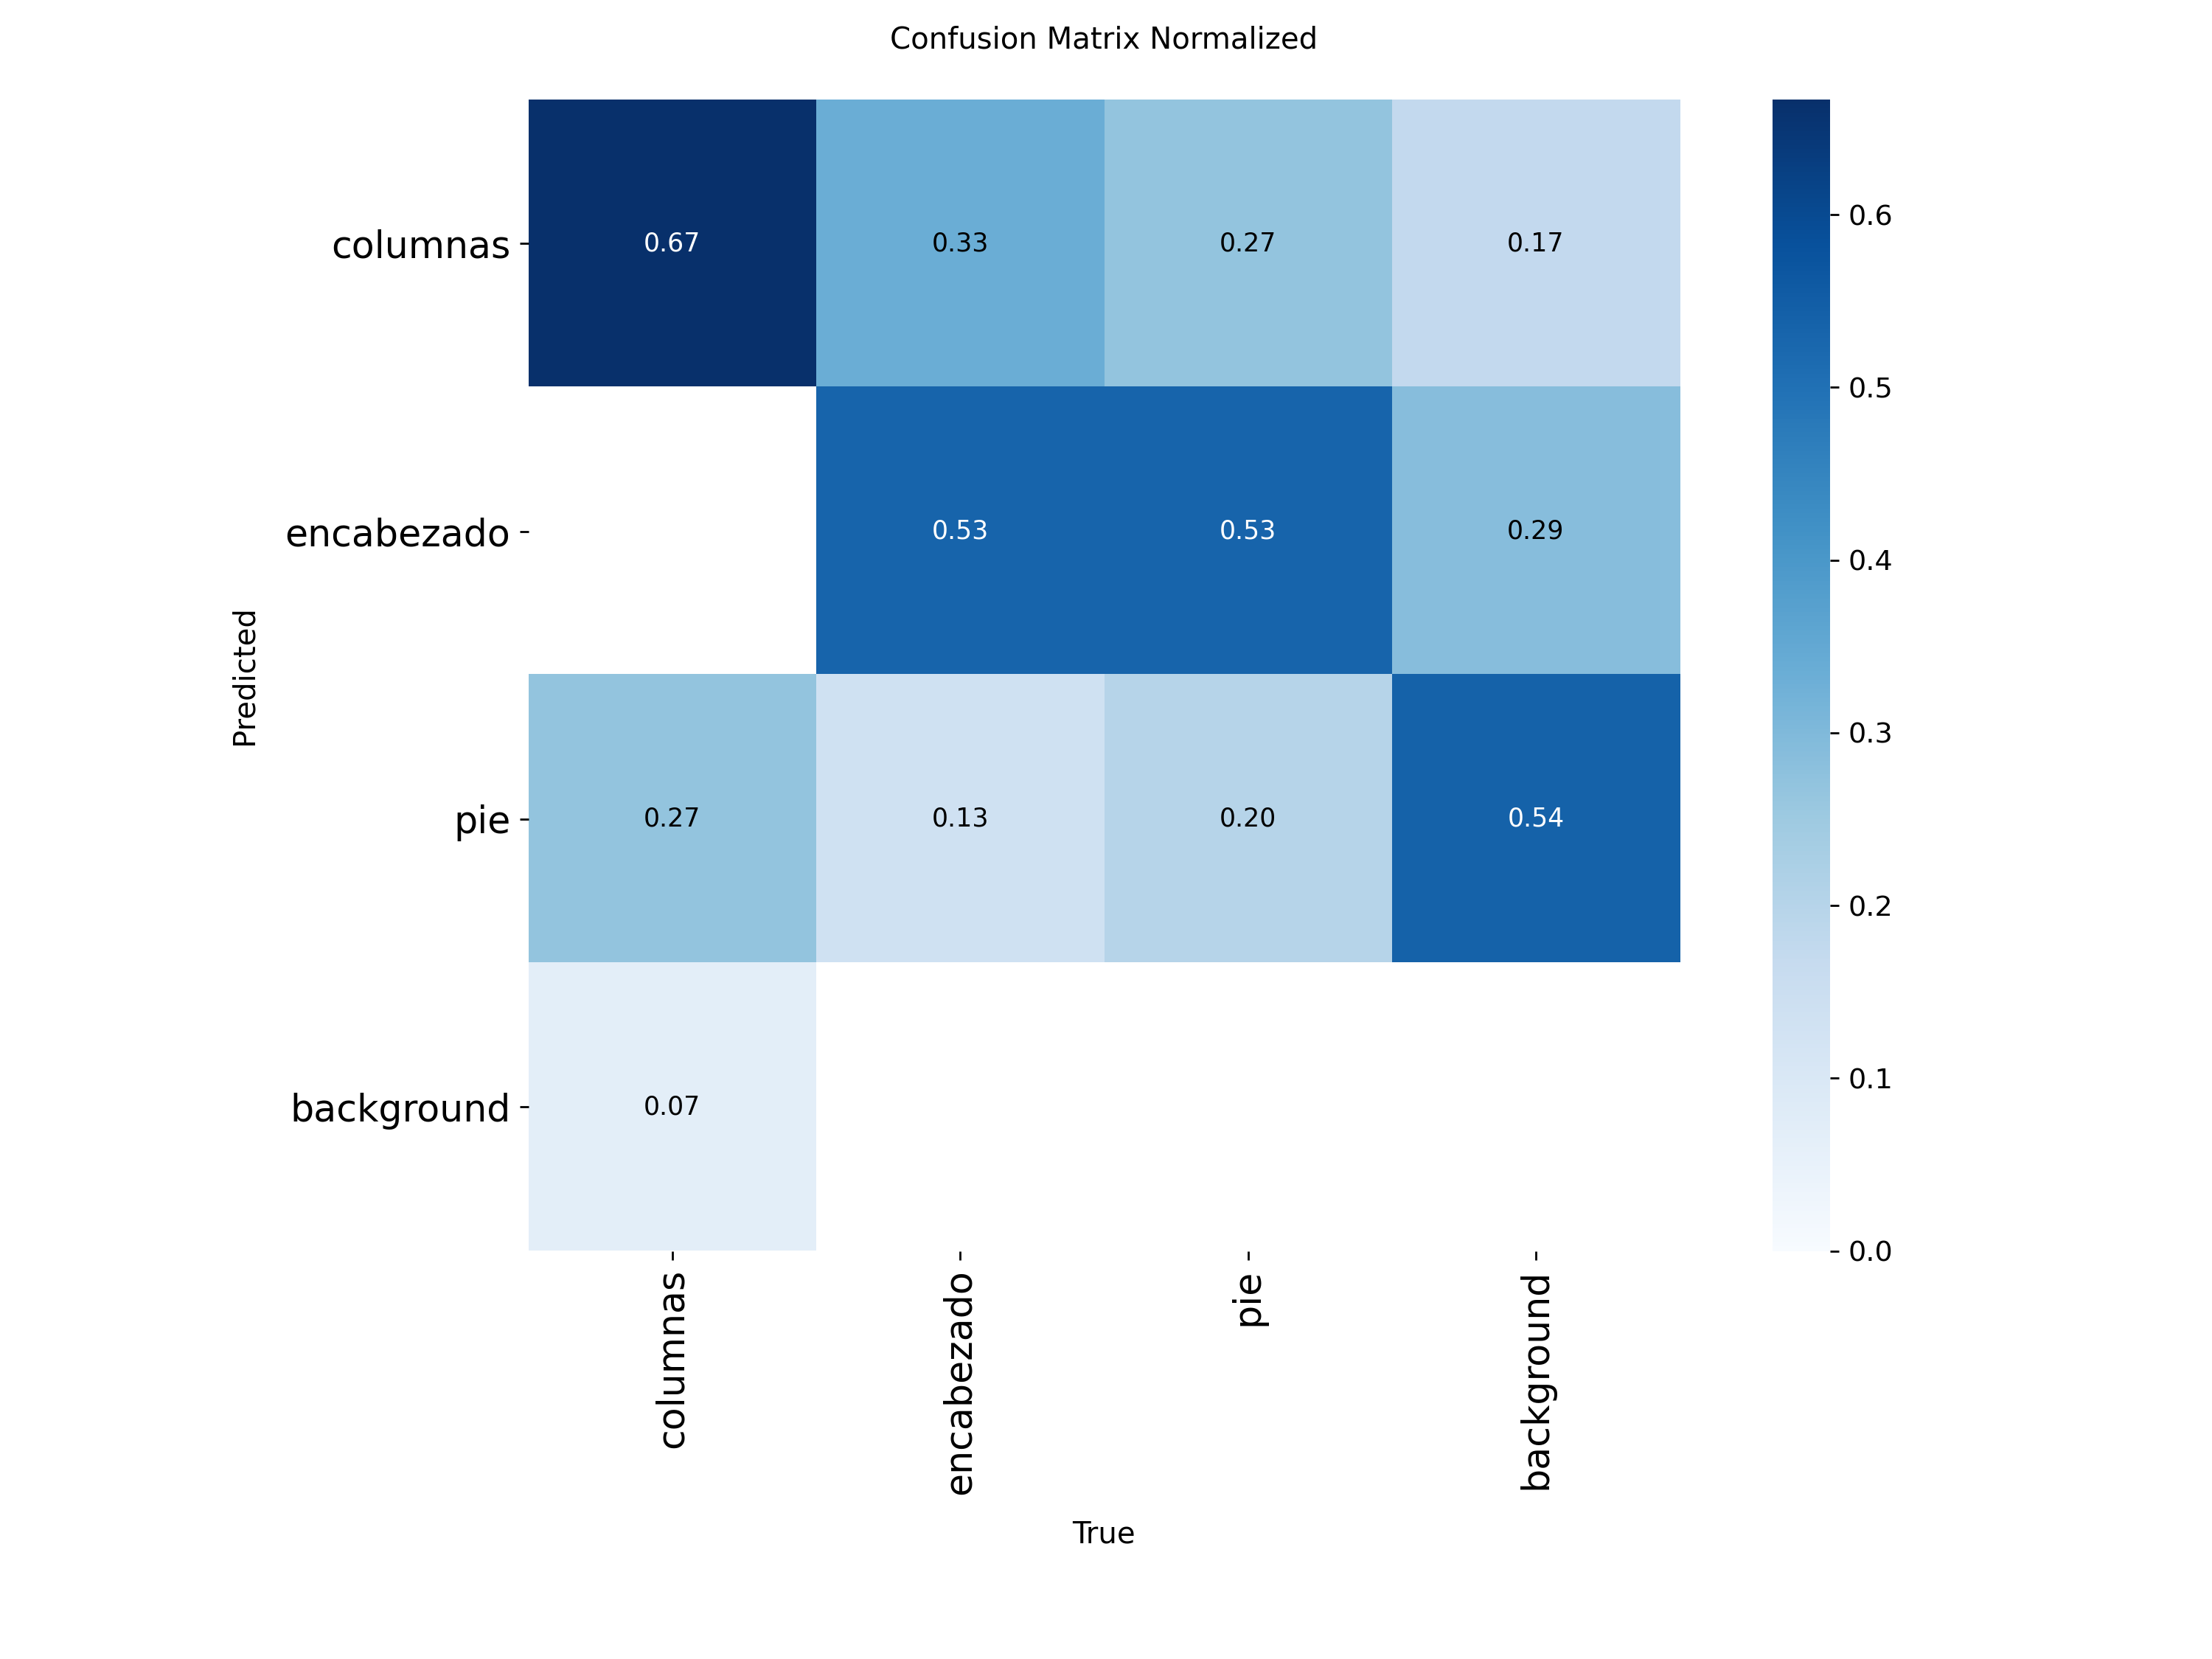 Confusion Matrix Normalized
columnas 0.67 0.33 0.27 0.17
encabezado 0.53 0.53 0.29
pie 0.27 0.13 0.20 0.54
background 0.07
Predicted
columnas encabezado pie background
True
0.6
0.5
0.4
0.3
0.2
0.1
0.0